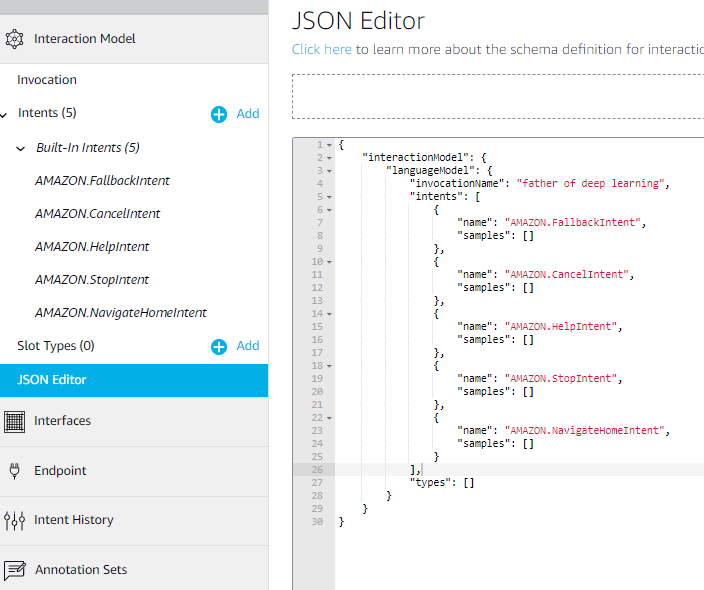 Interaction Model
Invocation
Intents (5) Add
Built-In Intents (5)
AMAZON.FallbackIntent
AMAZON.CancelIntent
AMAZON.HelpIntent
AMAZON.StopIntent
AMAZON.NavigateHomeIntent
Slot Types (0) Add
JSON Editor
Interfaces
Endpoint
Intent History
Annotation Sets
JSON Editor
Click here to learn more about the schema definition for interactio
1 {
2 "interactionModel": {
3 "languageModel": {
4 "invocationName": "father of deep learning",
5 "intents": [
6 {
7 "name": "AMAZON.FallbackIntent",
8 "samples": []
9 },
10 {
11 "name": "AMAZON.CancelIntent",
12 "samples": []
13 },
14 {
15 "name": "AMAZON.HelpIntent",
16 "samples": []
17 },
18 {
19 "name": "AMAZON.StopIntent",
20 "samples": []
21 },
22 {
23 "name": "AMAZON.NavigateHomeIntent",
24 "samples": []
25 }
26 ],
27 "types": []
28 }
29 }
30 }